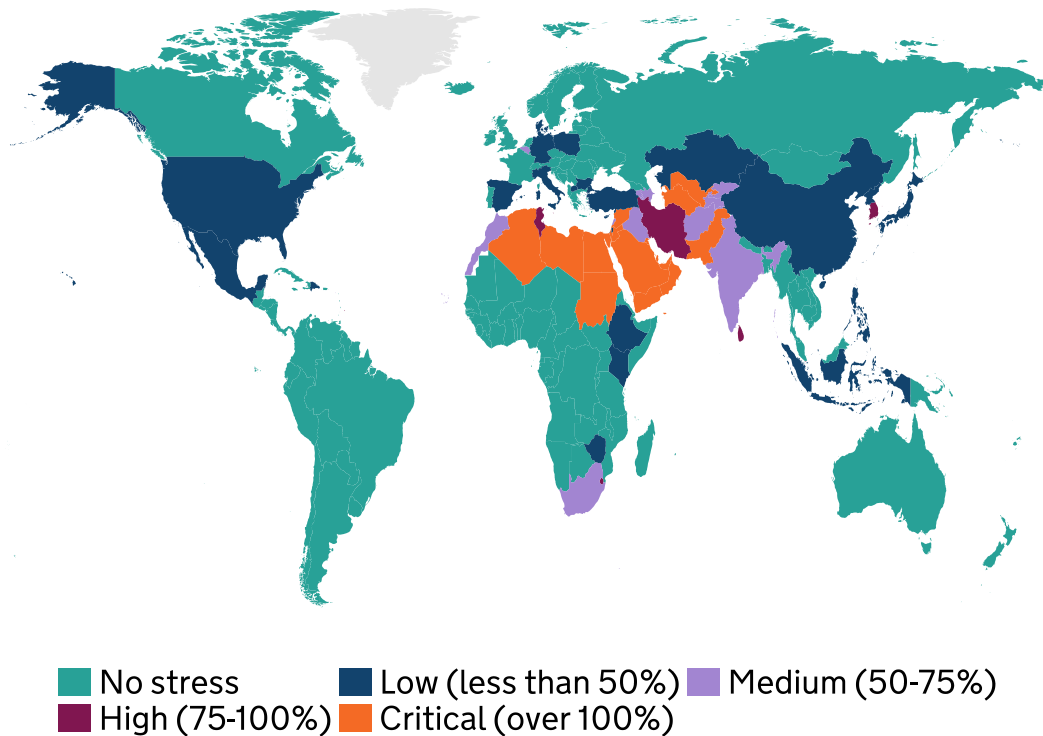 No stress Low (less than 50%) Medium (50-75%)
High (75-100%) Critical (over 100%)